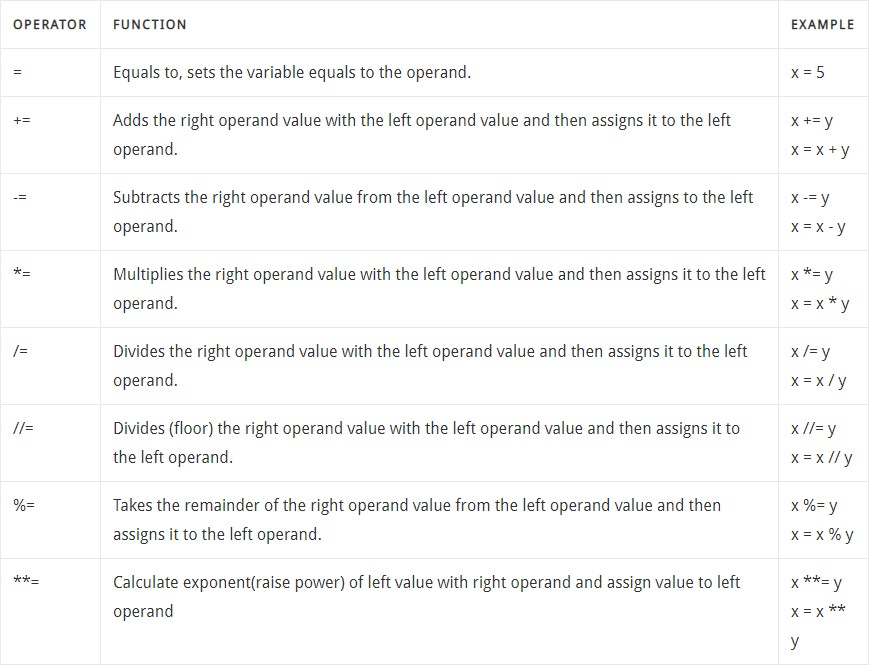 OPERATOR FUNCTION EXAMPLE
= Equals to, sets the variable equals to the operand. x = 5
+= Adds the right operand value with the left operand value and then assigns it to the left x += y
operand. x = x + y
-= Subtracts the right operand value from the left operand value and then assigns to the left x -= y
operand. x = x - y
*= Multiplies the right operand value with the left operand value and then assigns it to the left x *= y
operand. x = x * y
/= Divides the right operand value with the left operand value and then assigns it to the left x /= y
operand. x = x / y
//= Divides (floor) the right operand value with the left operand value and then assigns it to x //= y
the left operand. x = x // y
%= Takes the remainder of the right operand value from the left operand value and then x %= y
assigns it to the left operand. x = x % y
**= Calculate exponent(raise power) of left value with right operand and assign value to left x **= y
operand x = x **
y